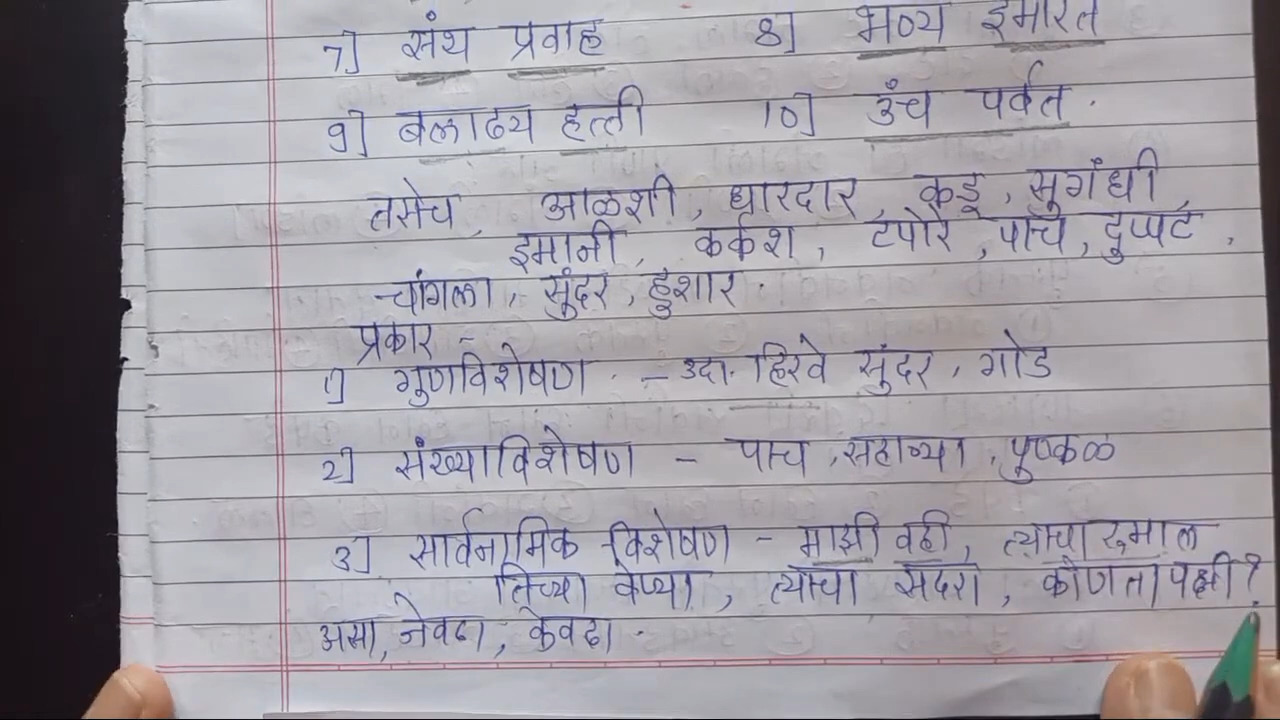 7] संथ प्रवाह 8] भव्य इमारत
9] बलाढ्य हत्ती 10] उंच पर्वत.
तसेच, आळशी, धारदार, कडू, सुगंधी
इमानी, कर्कश, टपोरे, पाच, दुप्पट,
चांगला, सुंदर, हुशार.
प्रकार -
1] गुणविशेषण - उदा. हिरवे सुंदर, गोड
2] संख्याविशेषण - पाच, सहाव्या, पुष्कळ
3] सार्वनामिक विशेषण - माझी वही, त्याचा रुमाल
तिच्या वेण्या, त्याचा सदरा, कोणता पक्षी?
असा, जेवढा, केवढा.